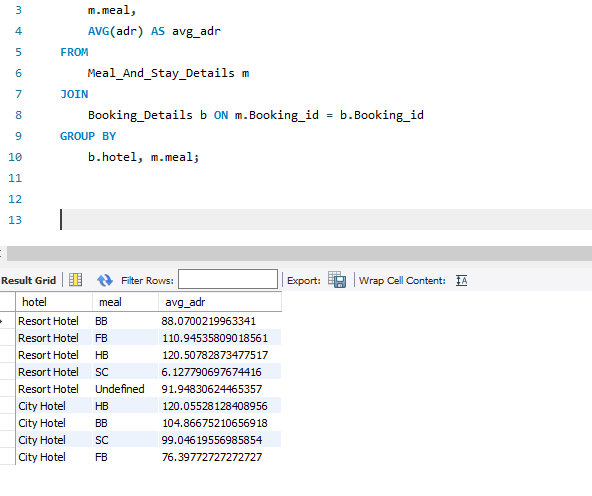 3 m.meal,
4 AVG(adr) AS avg_adr
5 FROM
6 Meal_And_Stay_Details m
7 JOIN
8 Booking_Details b ON m.Booking_id = b.Booking_id
9 GROUP BY
10 b.hotel, m.meal;
11
12
13
Result Grid Filter Rows: Export: Wrap Cell Content: IA
hotel meal avg_adr
Resort Hotel BB 88.0700219963341
Resort Hotel FB 110.94535809018561
Resort Hotel HB 120.50782873477517
Resort Hotel SC 6.127790697674416
Resort Hotel Undefined 91.94830624465357
City Hotel HB 120.05528128408956
City Hotel BB 104.86675210656918
City Hotel SC 99.04619556985854
City Hotel FB 76.39772727272727